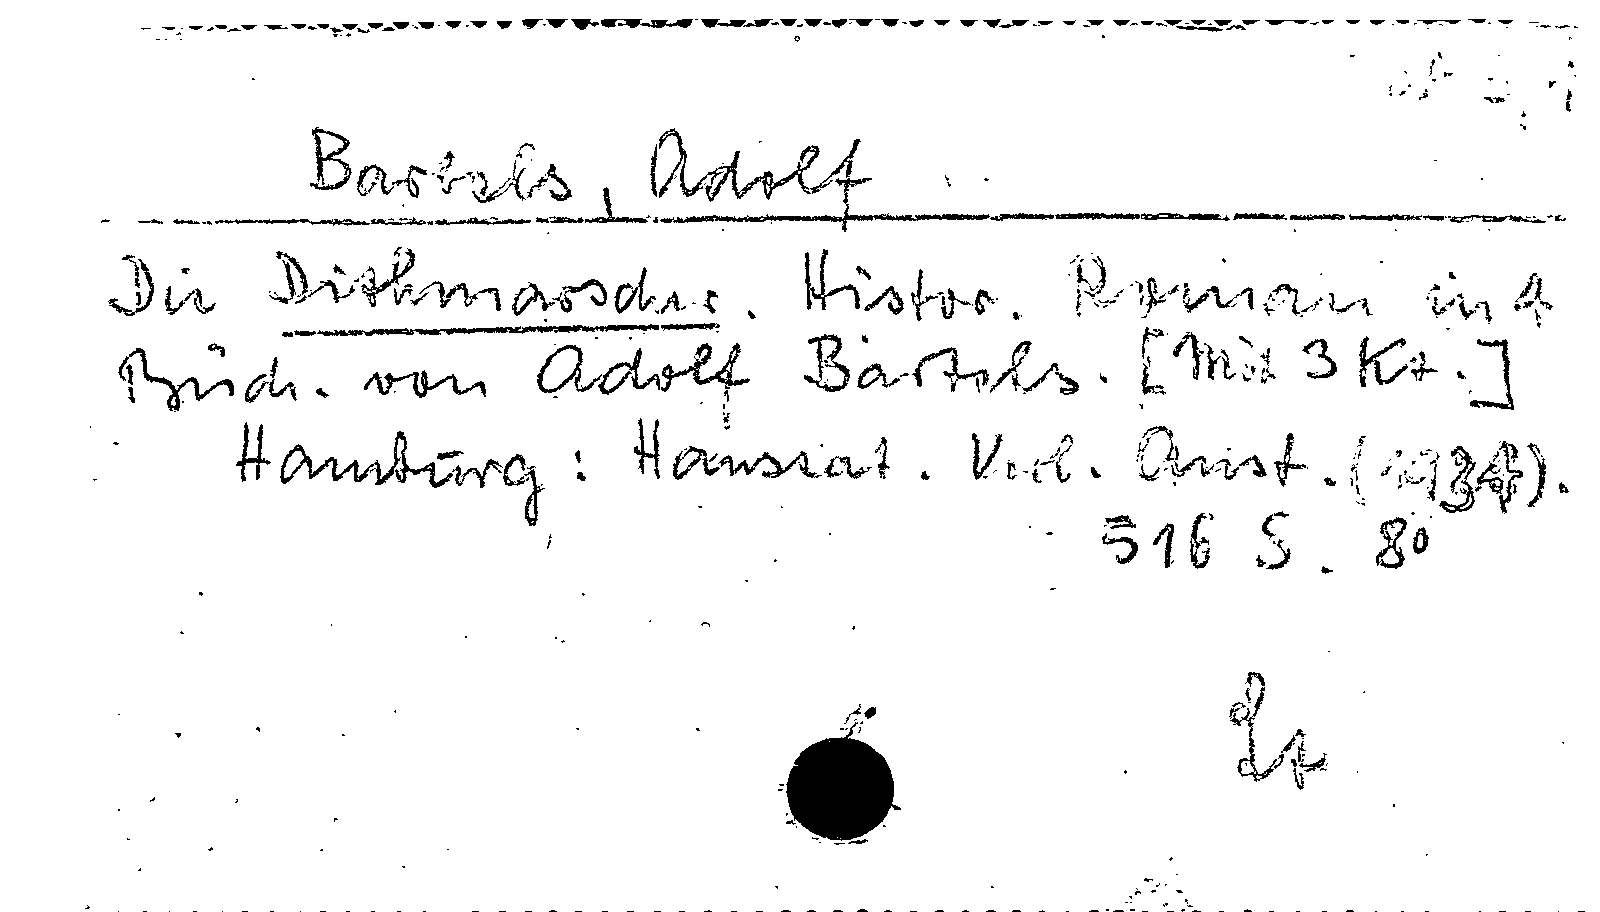 Bartels, Adolf
Die Dithmarscher. Histor. Roman in 4
Büch. von Adolf Bartels. [Mit 3 Kt.]
Hamburg: Hanseat. Verl. Anst. (1934).
516 S. 8°